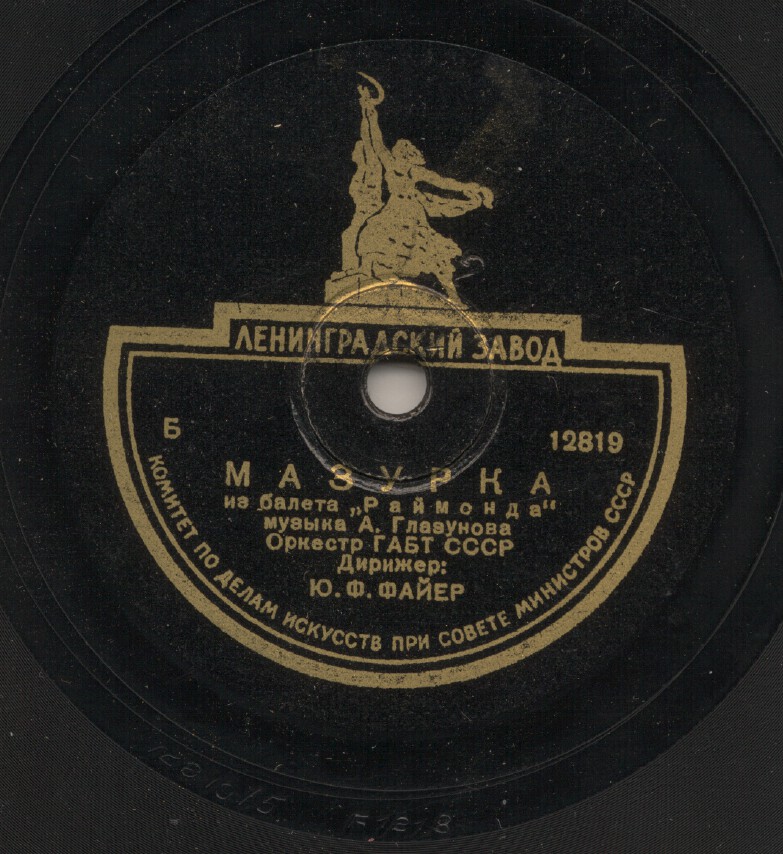 ЛЕНИНГРАДСКИЙ ЗАВОД
Б 12819
МАЗУРКА
из балета „Раймонда“
музыка А. Глазунова
Оркестр ГАБТ СССР
Дирижер:
Ю. Ф. ФАЙЕР
КОМИТЕТ ПО ДЕЛАМ ИСКУССТВ ПРИ СОВЕТЕ МИНИСТРОВ СССР